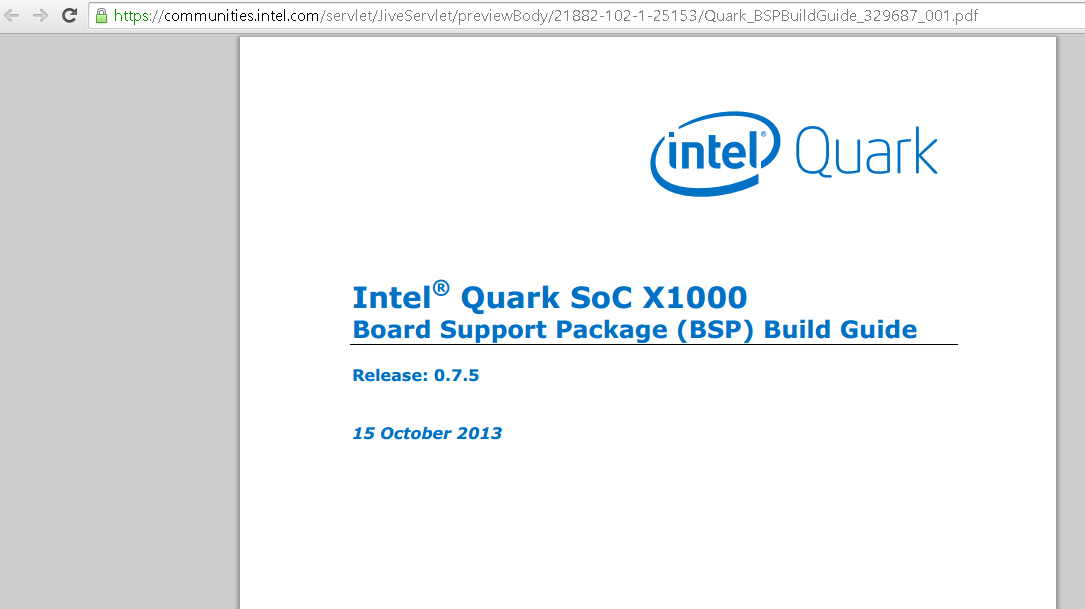 https://communities.intel.com/servlet/JiveServlet/previewBody/21882-102-1-25153/Quark_BSPBuildGuide_329687_001.pdf
intel® Quark
Intel® Quark SoC X1000
Board Support Package (BSP) Build Guide
Release: 0.7.5
15 October 2013